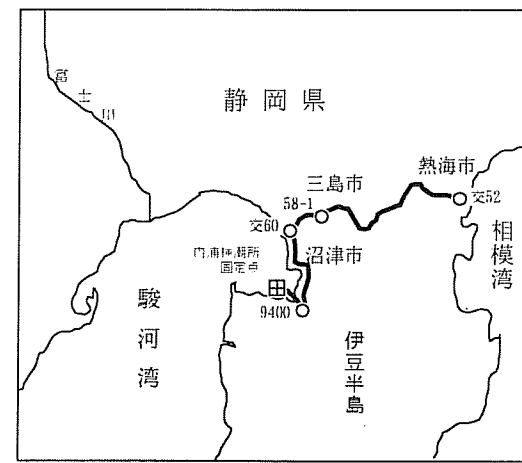 富士川
静岡県
熱海市
三島市
58-1
交52
交60
沼津市
内浦検潮所
固定点
相模湾
9400
駿河湾
伊豆半島